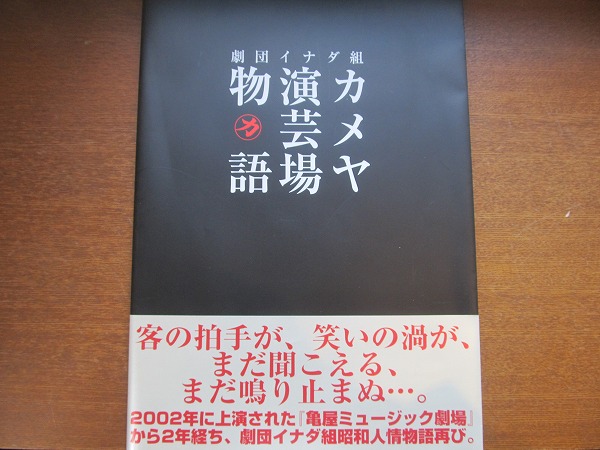 劇団イナダ組
カメヤ
演芸場
物カ語
客の拍手が、笑いの渦が、
まだ聞こえる、
まだ鳴り止まぬ…。
2002年に上演された『亀屋ミュージック劇場』
から2年経ち、劇団イナダ組昭和人情物語再び。